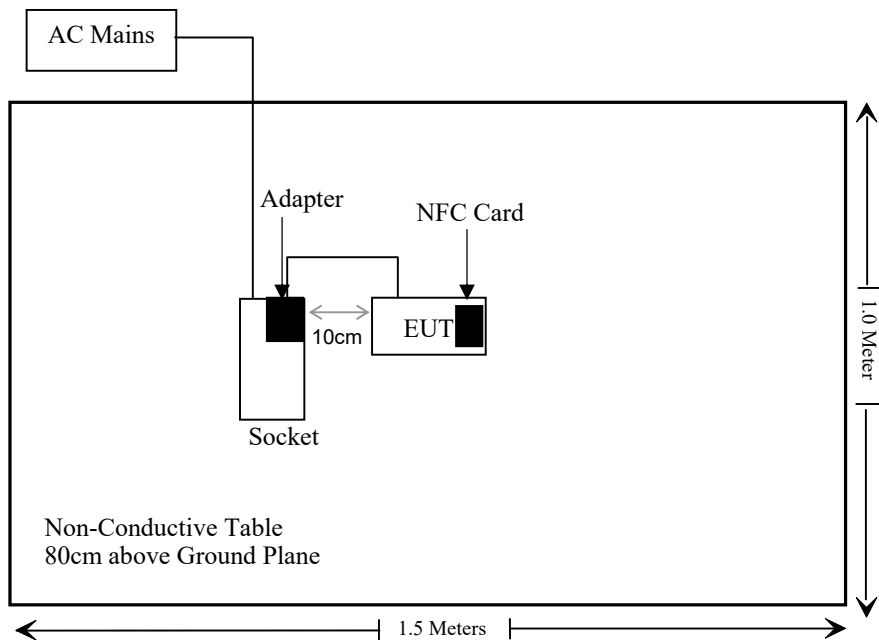 AC Mains
Adapter
NFC Card
10cm
EUT
Socket
1.0 Meter
Non-Conductive Table
80cm above Ground Plane
1.5 Meters